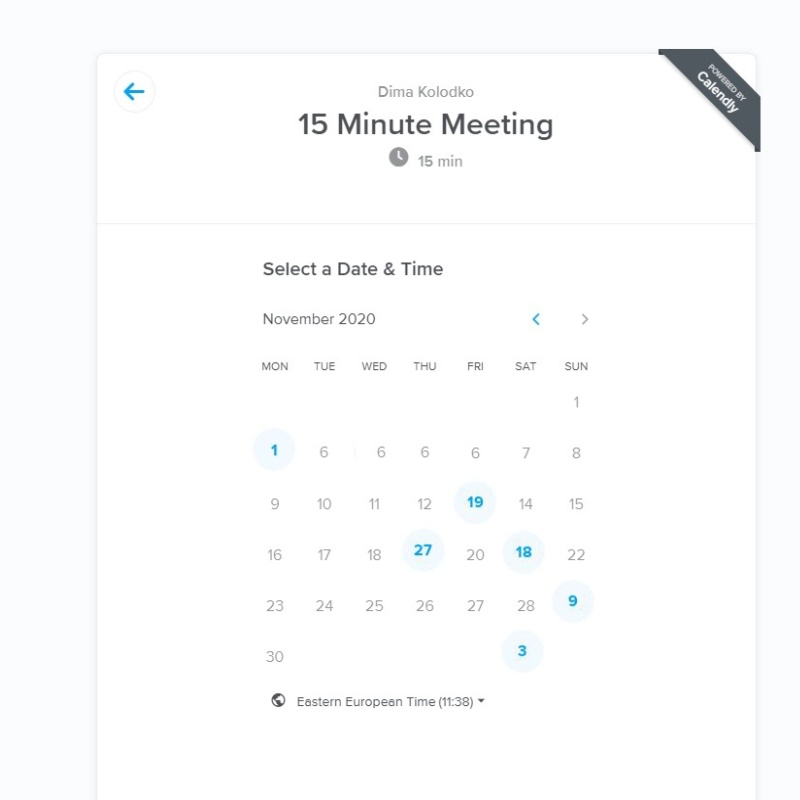 POWERED BY
Calendly
Dima Kolodko
15 Minute Meeting
15 min
Select a Date & Time
November 2020
MON TUE WED THU FRI SAT SUN
1
1 6 6 6 6 7 8
9 10 11 12 19 14 15
16 17 18 27 20 18 22
23 24 25 26 27 28 9
30 3
Eastern European Time (11:38)